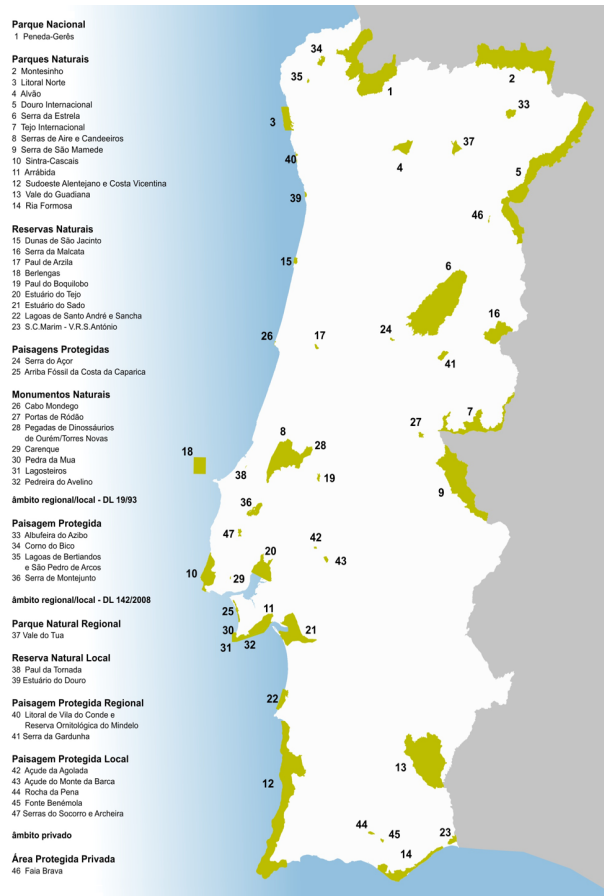 Parque Nacional
1 Peneda-Gerês
Parques Naturais
2 Montesinho
3 Litoral Norte
4 Alvão
5 Douro Internacional
6 Serra da Estrela
7 Tejo Internacional
8 Serras de Aire e Candeeiros
9 Serra de São Mamede
10 Sintra-Cascais
11 Arrábida
12 Sudoeste Alentejano e Costa Vicentina
13 Vale do Guadiana
14 Ria Formosa
Reservas Naturais
15 Dunas de São Jacinto
16 Serra da Malcata
17 Paul de Arzila
18 Berlengas
19 Paul do Boquilobo
20 Estuário do Tejo
21 Estuário do Sado
22 Lagoas de Santo André e Sancha
23 S.C.Marim - V.R.S.António
Paisagens Protegidas
24 Serra do Açor
25 Arriba Fóssil da Costa da Caparica
Monumentos Naturais
26 Cabo Mondego
27 Portas de Ródão
28 Pegadas de Dinossáurios
de Ourém/Torres Novas
29 Carenque
30 Pedra da Mua
31 Lagosteiros
32 Pedreira do Avelino
âmbito regional/local - DL 19/93
Paisagem Protegida
33 Albufeira do Azibo
34 Corno do Bico
35 Lagoas de Bertiandos
e São Pedro de Arcos
36 Serra de Montejunto
âmbito regional/local - DL 142/2008
Parque Natural Regional
37 Vale do Tua
Reserva Natural Local
38 Paul da Tornada
39 Estuário do Douro
Paisagem Protegida Regional
40 Litoral de Vila do Conde e
Reserva Ornitológica do Mindelo
41 Serra da Gardunha
Paisagem Protegida Local
42 Açude da Agolada
43 Açude do Monte da Barca
44 Rocha da Pena
45 Fonte Benémola
47 Serras do Socorro e Archeira
âmbito privado
Área Protegida Privada
46 Faia Brava
34
35
1
2
33
3
37
40
4
5
39
46
15
6
16
26
17
24
41
7
27
8
28
18
38
19
9
36
47
42
20
43
10
29
25
11
30
21
31
32
22
12
13
44
45
23
14